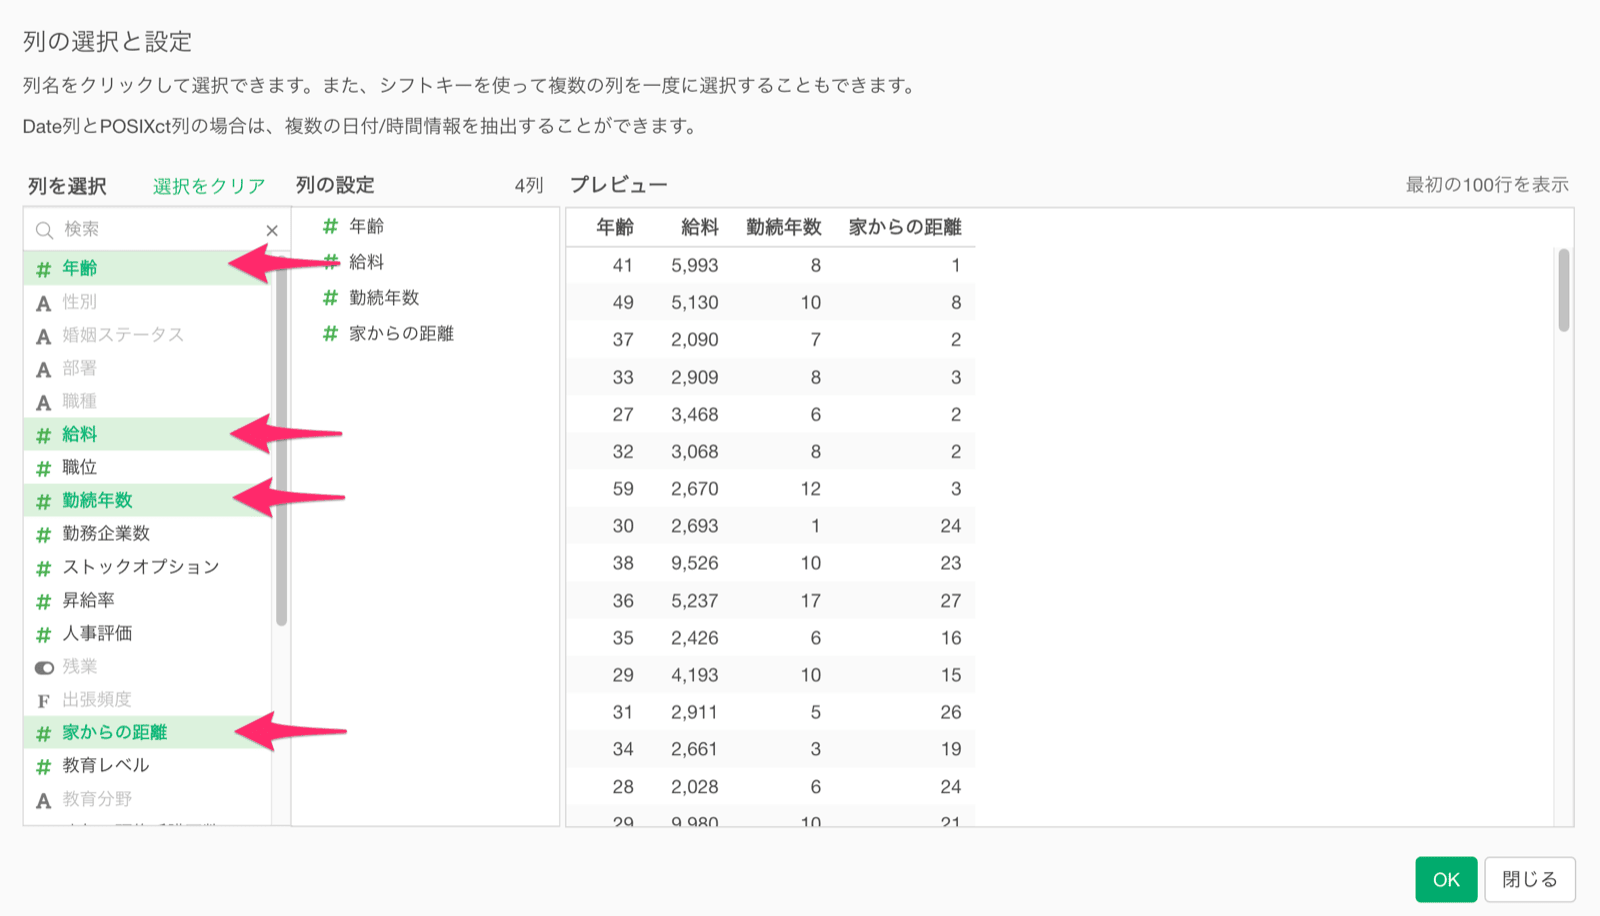 列の選択と設定
列名をクリックして選択できます。また、シフトキーを使って複数の列を一度に選択することもできます。
Date列とPOSIXct列の場合は、複数の日付/時間情報を抽出することができます。
列を選択 選択をクリア
検索 ×
# 年齢
A 性別
A 婚姻ステータス
A 部署
A 職種
# 給料
# 職位
# 勤続年数
# 勤務企業数
# ストックオプション
# 昇給率
# 人事評価
残業
F 出張頻度
# 家からの距離
# 教育レベル
A 教育分野
列の設定 4列
# 年齢
# 給料
# 勤続年数
# 家からの距離
プレビュー 最初の100行を表示
年齢 給料 勤続年数 家からの距離
41 5,993 8 1
49 5,130 10 8
37 2,090 7 2
33 2,909 8 3
27 3,468 6 2
32 3,068 8 2
59 2,670 12 3
30 2,693 1 24
38 9,526 10 23
36 5,237 17 27
35 2,426 6 16
29 4,193 10 15
31 2,911 5 26
34 2,661 3 19
28 2,028 6 24
29 9,980 10 21
OK 閉じる